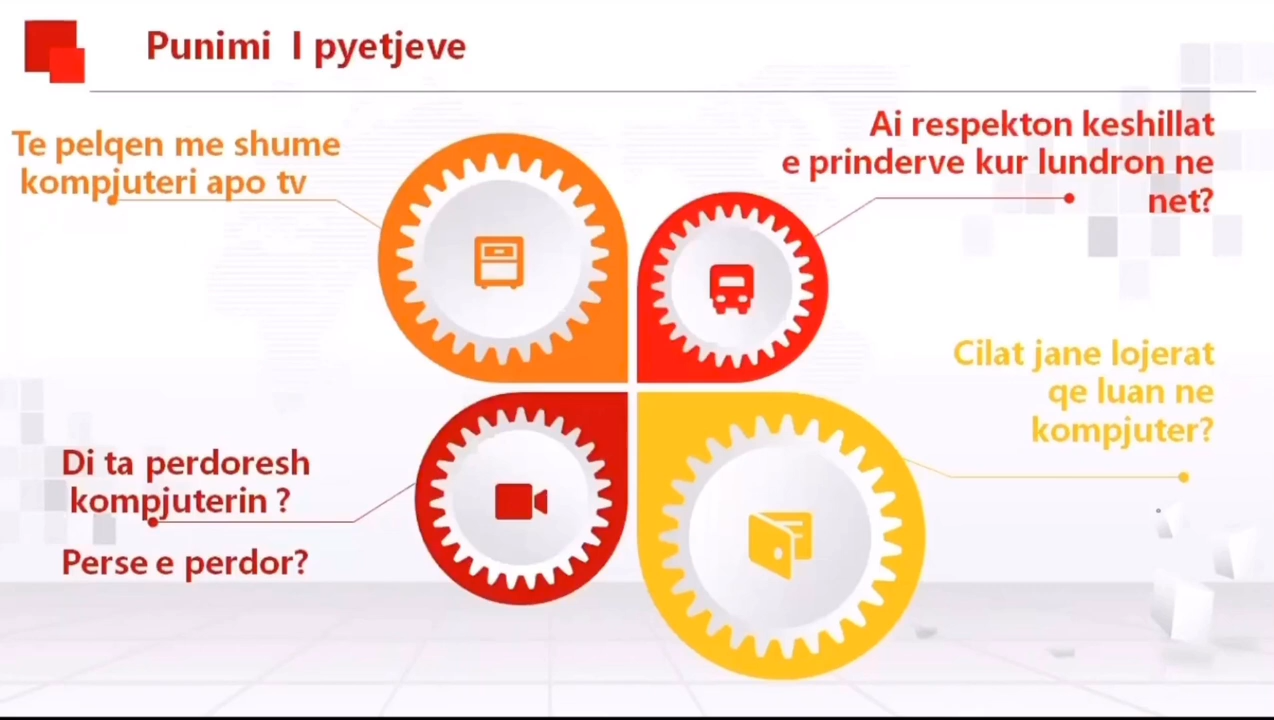 Punimi I pyetjeve
Te pelqen me shume
kompjuteri apo tv
Ai respekton keshillat
e prinderve kur lundron ne
net?
Cilat jane lojerat
qe luan ne
kompjuter?
Di ta perdoresh
kompjuterin ?
Perse e perdor?